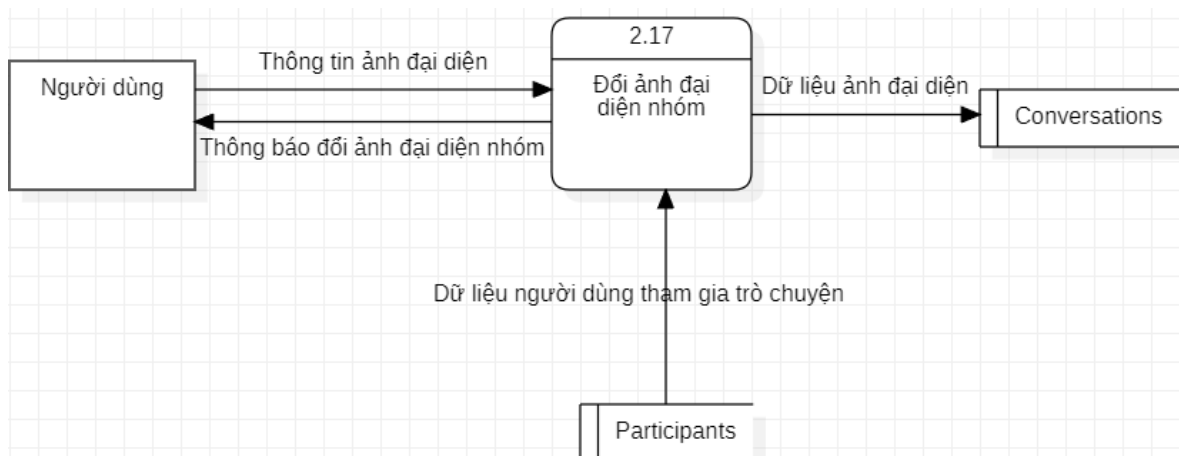 2.17
Thông tin ảnh đại diện
Người dùng
Đổi ảnh đại
diện nhóm
Dữ liệu ảnh đại diện
Conversations
Thông báo đổi ảnh đại diện nhóm
Dữ liệu người dùng tham gia trò chuyện
Participants